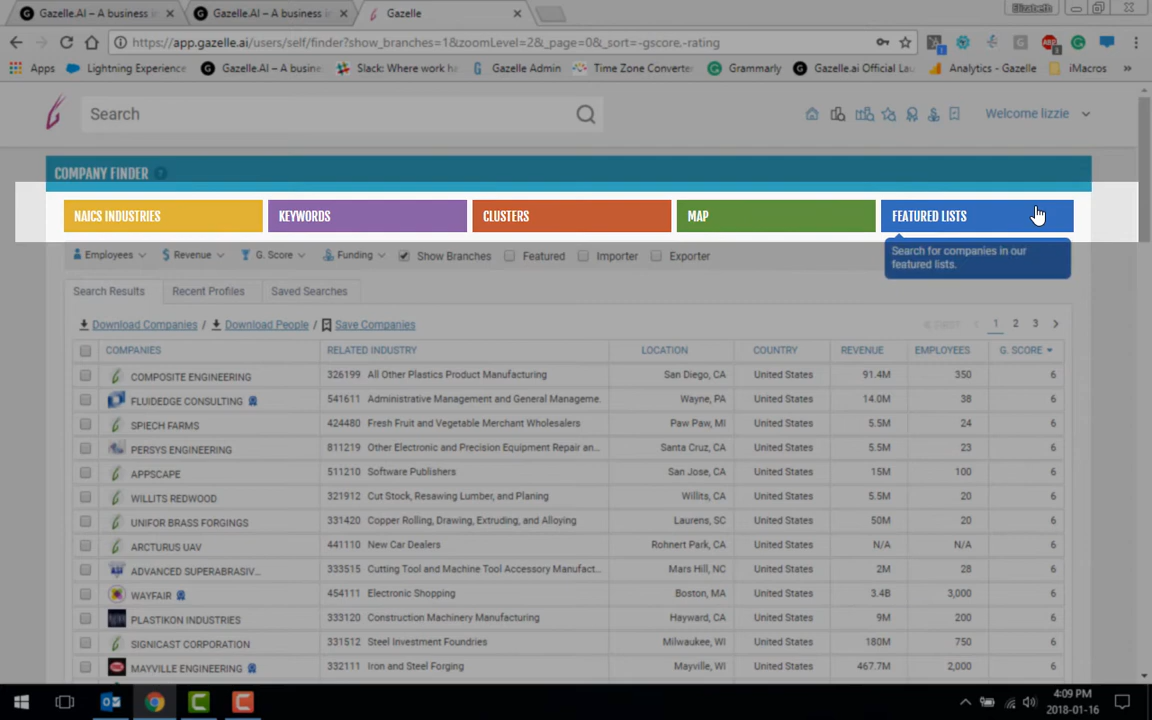 Gazelle.AI – A business in
Gazelle.AI – A business in
Gazelle
Elizabeth
https://app.gazelle.ai/users/self/finder?show_branches=1&zoomLevel=2&_page=0&_sort=-gscore,-rating
Apps
Lightning Experience
Gazelle.AI – A busine
Slack: Where work ha
Gazelle Admin
Time Zone Converter
Grammarly
Gazelle.ai Official Lau
Analytics - Gazelle
iMacros
»
Search
Welcome lizzie
COMPANY FINDER ?
NAICS INDUSTRIES
KEYWORDS
CLUSTERS
MAP
FEATURED LISTS
Search for companies in our
featured lists.
Employees
Revenue
G. Score
Funding
Show Branches
Featured
Importer
Exporter
Search Results
Recent Profiles
Saved Searches
Download Companies / Download People / Save Companies
1 2 3
COMPANIES RELATED INDUSTRY LOCATION COUNTRY REVENUE EMPLOYEES G. SCORE
COMPOSITE ENGINEERING 326199 All Other Plastics Product Manufacturing San Diego, CA United States 91.4M 350 6
FLUIDEDGE CONSULTING 541611 Administrative Management and General Manageme... Wayne, PA United States 14.0M 38 6
SPIECH FARMS 424480 Fresh Fruit and Vegetable Merchant Wholesalers Paw Paw, MI United States 5.5M 24 6
PERSYS ENGINEERING 811219 Other Electronic and Precision Equipment Repair an... Santa Cruz, CA United States 5.5M 23 6
APPSCAPE 511210 Software Publishers San Jose, CA United States 15M 100 6
WILLITS REDWOOD 321912 Cut Stock, Resawing Lumber, and Planing Willits, CA United States 5.5M 20 6
UNIFOR BRASS FORGINGS 331420 Copper Rolling, Drawing, Extruding, and Alloying Laurens, SC United States 50M 20 6
ARCTURUS UAV 441110 New Car Dealers Rohnert Park, CA United States N/A N/A 6
ADVANCED SUPERABRASIV... 333515 Cutting Tool and Machine Tool Accessory Manufact... Mars Hill, NC United States 2M 28 6
WAYFAIR 454111 Electronic Shopping Boston, MA United States 3.4B 3,000 6
PLASTIKON INDUSTRIES 333120 Construction Machinery Manufacturing Hayward, CA United States 9M 200 6
SIGNICAST CORPORATION 331512 Steel Investment Foundries Milwaukee, WI United States 180M 750 6
MAYVILLE ENGINEERING 332111 Iron and Steel Forging Mayville, WI United States 467.7M 2,000 6
4:09 PM
2018-01-16